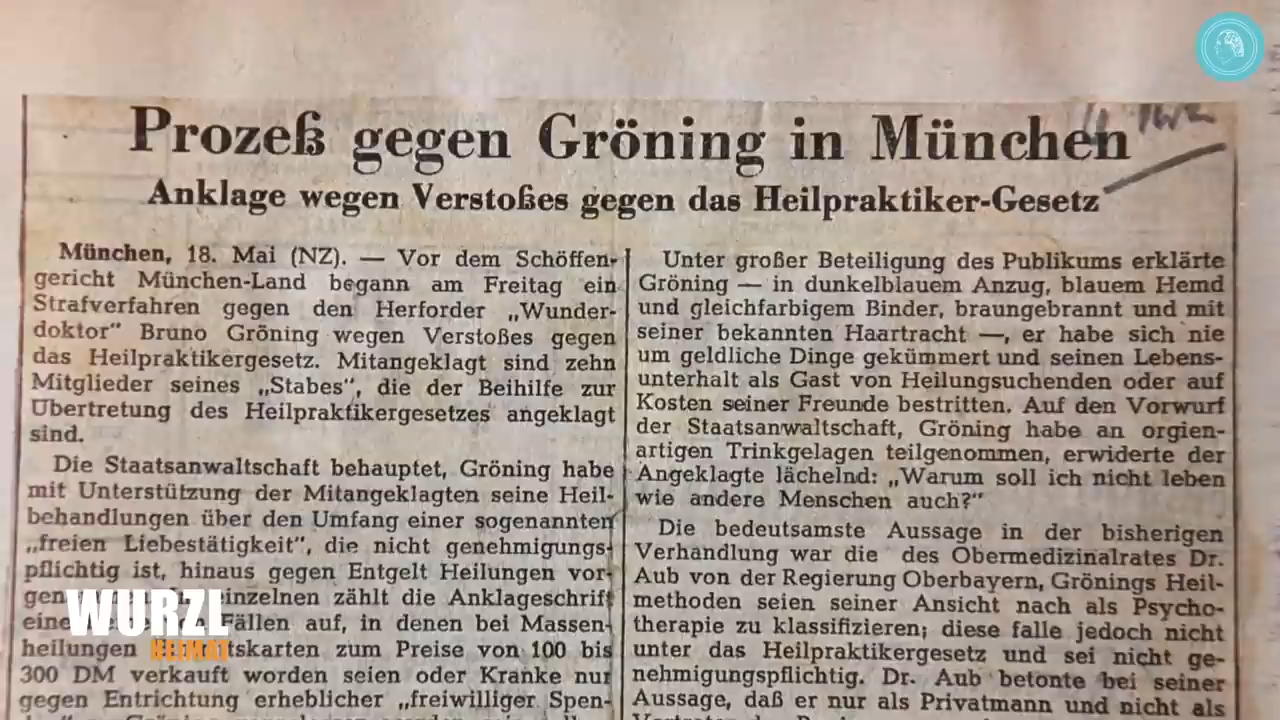 Prozeß gegen Gröning in München
Anklage wegen Verstoßes gegen das Heilpraktiker-Gesetz
München, 18. Mai (NZ). — Vor dem Schöffen-
gericht München-Land begann am Freitag ein
Strafverfahren gegen den Herforder „Wunder-
doktor" Bruno Gröning wegen Verstoßes gegen
das Heilpraktikergesetz. Mitangeklagt sind zehn
Mitglieder seines „Stabes", die der Beihilfe zur
Übertretung des Heilpraktikergesetzes angeklagt
sind.
Die Staatsanwaltschaft behauptet, Gröning habe
mit Unterstützung der Mitangeklagten seine Heil-
behandlungen über den Umfang einer sogenannten
„freien Liebestätigkeit", die nicht genehmigungs-
pflichtig ist, hinaus gegen Entgelt Heilungen vor-
einzelnen zählt die Anklageschrift
Fällen auf, in denen bei Massen-
heilungen zum Preise von 100 bis
300 DM verkauft worden seien oder Kranke nur
gegen Entrichtung erheblicher „freiwilliger Spen-
Unter großer Beteiligung des Publikums erklärte
Gröning — in dunkelblauem Anzug, blauem Hemd
und gleichfarbigem Binder, braungebrannt und mit
seiner bekannten Haartracht —, er habe sich nie
um geldliche Dinge gekümmert und seinen Lebens-
unterhalt als Gast von Heilungsuchenden oder auf
Kosten seiner Freunde bestritten. Auf den Vorwurf
der Staatsanwaltschaft, Gröning habe an orgien-
artigen Trinkgelagen teilgenommen, erwiderte der
Angeklagte lächelnd: „Warum soll ich nicht leben
wie andere Menschen auch?"
Die bedeutsamste Aussage in der bisherigen
Verhandlung war die des Obermedizinalrates Dr.
Aub von der Regierung Oberbayern, Grönings Heil-
methoden seien seiner Ansicht nach als Psycho-
therapie zu klassifizieren; diese falle jedoch nicht
unter das Heilpraktikergesetz und sei nicht ge-
nehmigungspflichtig. Dr. Aub betonte bei seiner
Aussage, daß er nur als Privatmann und nicht als
WURZL
HEIMAT